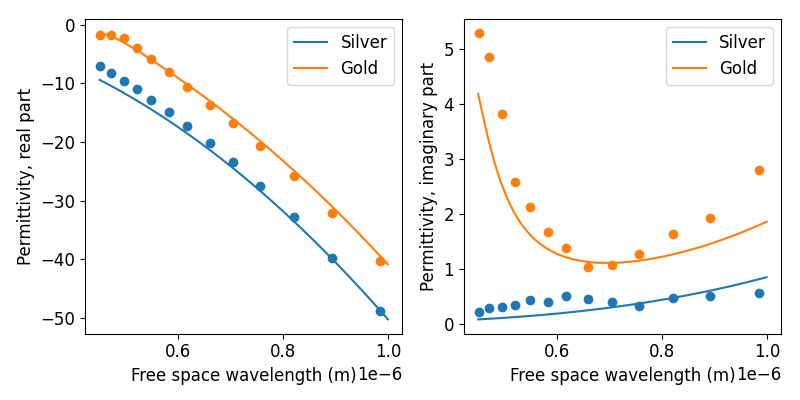 Permittivity, real part
0
−10
−20
−30
−40
−50
Silver
Gold
0.6
0.8
1.0
Free space wavelength (m)
1e−6
Permittivity, imaginary part
5
4
3
2
1
0
Silver
Gold
0.6
0.8
1.0
Free space wavelength (m)
1e−6